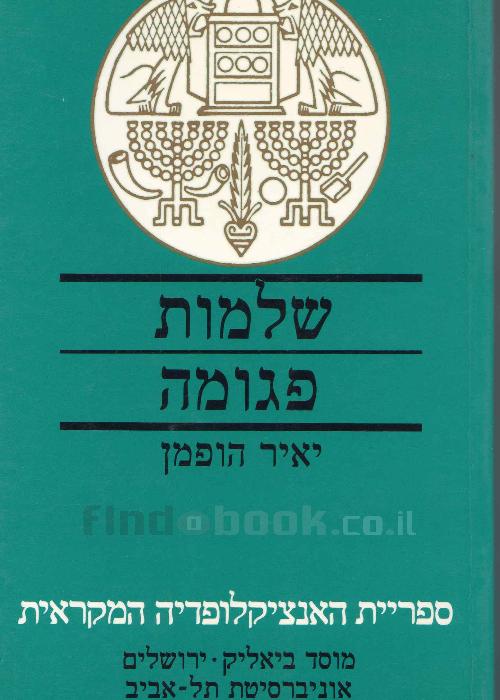 שלמות
פגומה
יאיר הופמן
findabook.co.il
ספריית האנציקלופדיה המקראית
מוסד ביאליק · ירושלים
אוניברסיטת תל-אביב